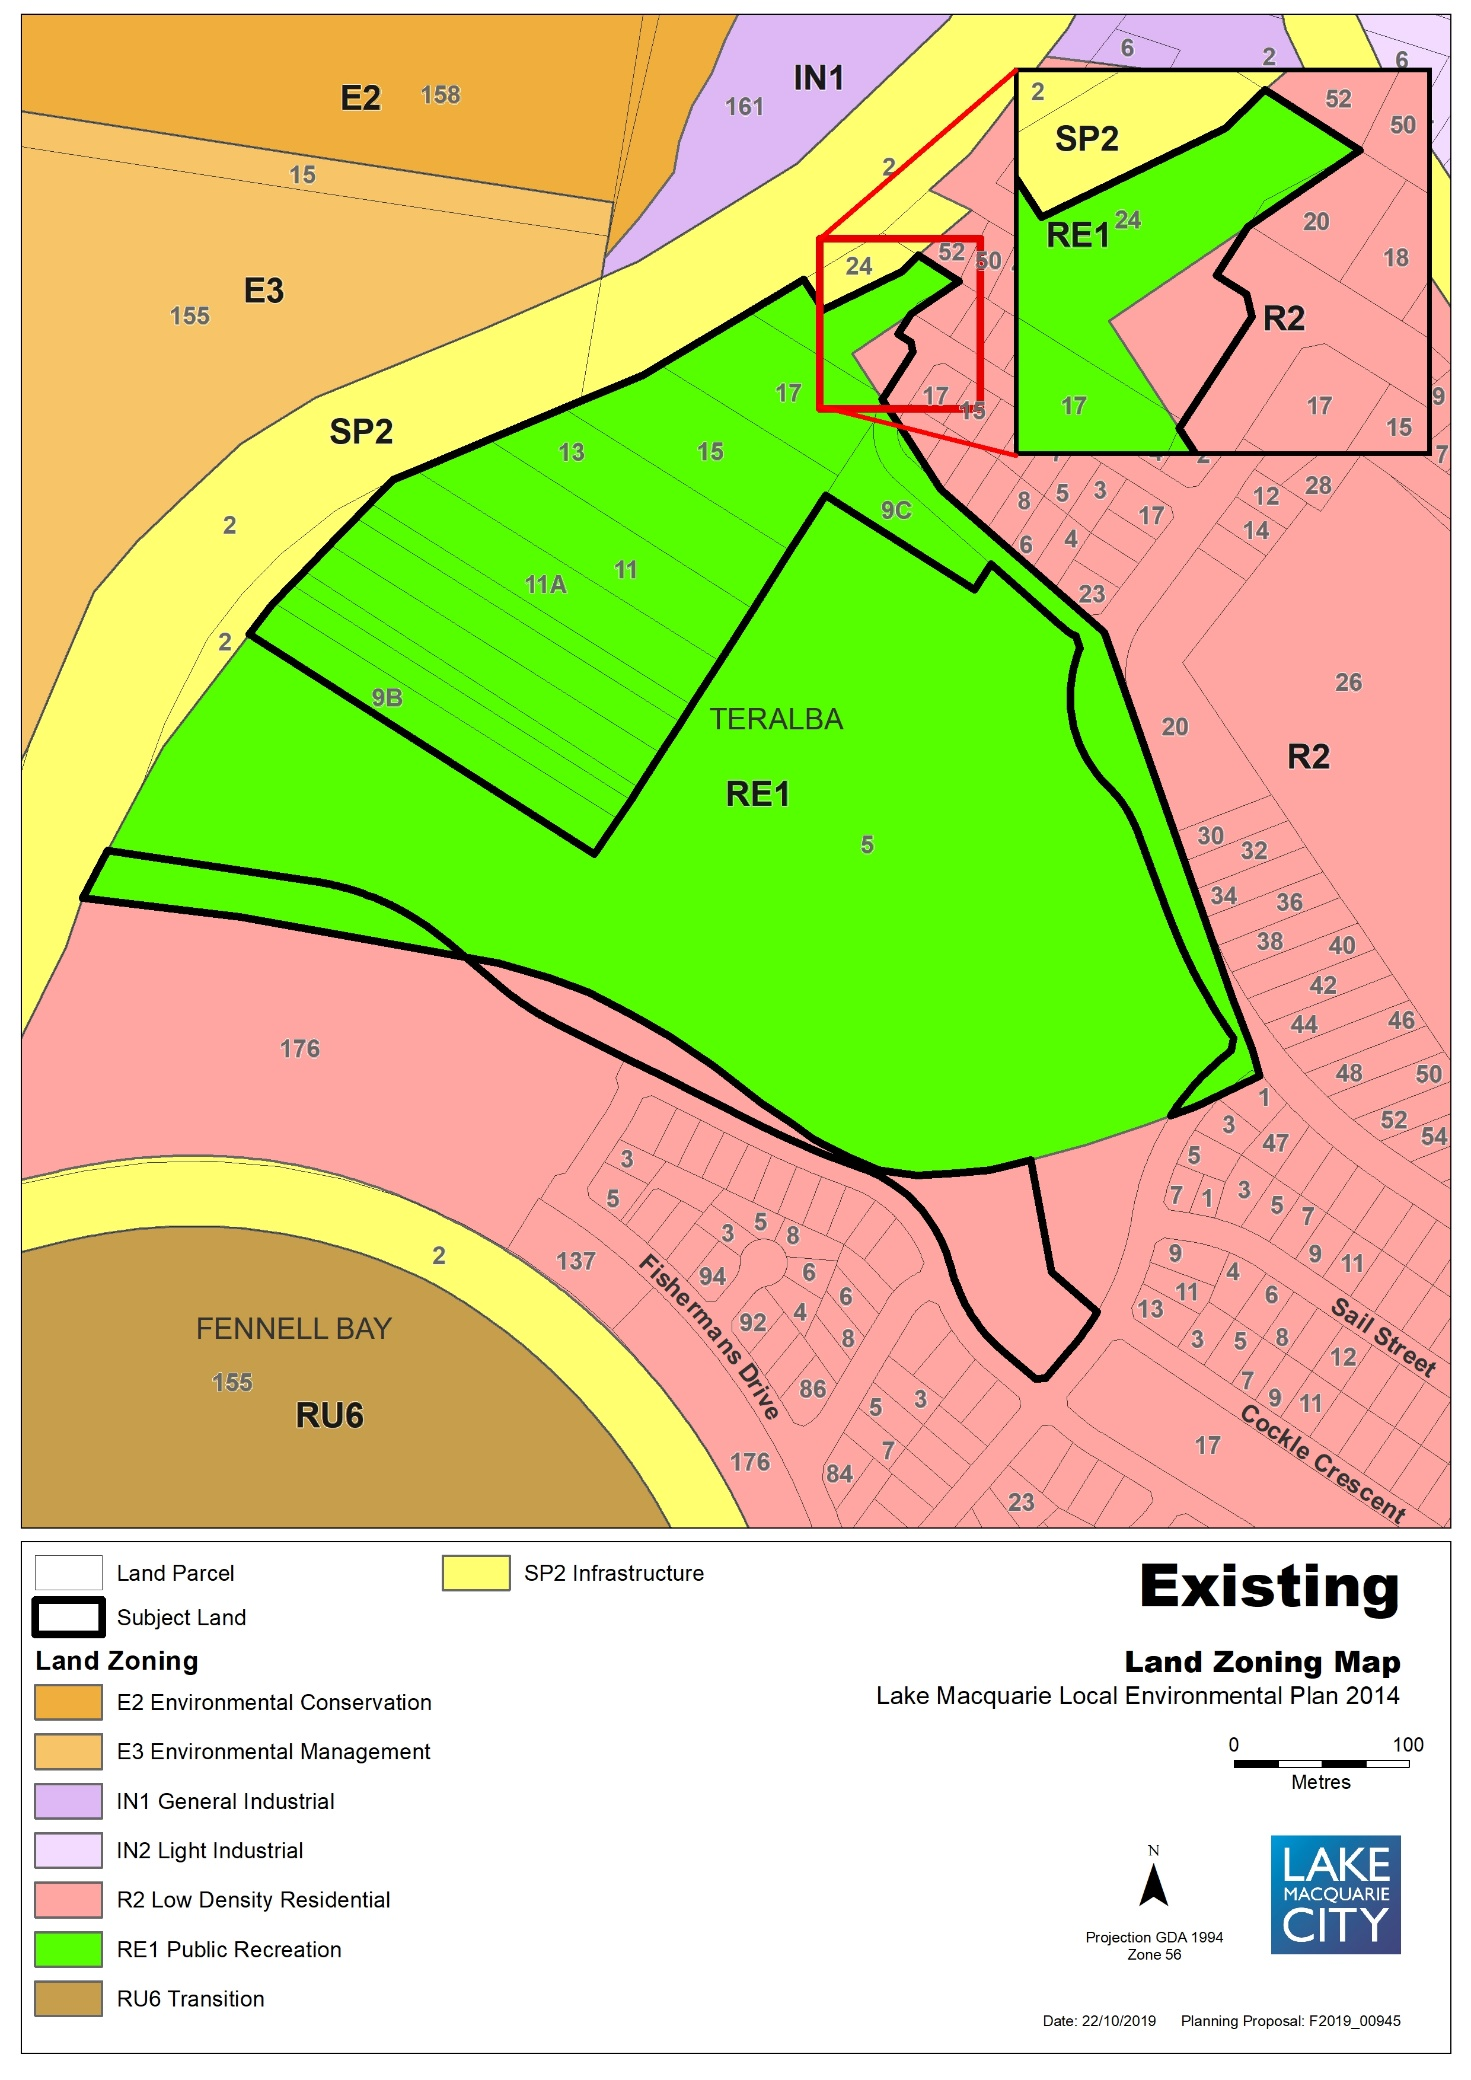 E2 158
IN1
161
6
2
6
15
2
E3
155
2
SP2
52
50
24
RE1
20
18
R2
17
17
15
9
7
24
52
50
17
17
15
SP2
13
15
2
9C
8
5
3
17
12
28
14
6
4
11A
11
23
2
9B
TERALBA
RE1
5
26
20
R2
30
32
34
36
38
40
42
44
46
48
50
52
54
176
1
3
47
5
7
1
3
5
7
9
11
3
5
3
5
8
94
6
92
4
6
8
86
137
2
Fishermans Drive
9
11
13
4
6
3
5
8
12
7
9
11
Sail Street
Cockle Crescent
FENNELL BAY
155
RU6
5
3
7
84
176
17
23
Land Parcel
Subject Land
Land Zoning
E2 Environmental Conservation
E3 Environmental Management
IN1 General Industrial
IN2 Light Industrial
R2 Low Density Residential
RE1 Public Recreation
RU6 Transition
SP2 Infrastructure
Existing
Land Zoning Map
Lake Macquarie Local Environmental Plan 2014
0 100
Metres
N
Projection GDA 1994
Zone 56
LAKE
MACQUARIE
CITY
Date: 22/10/2019 Planning Proposal: F2019_00945